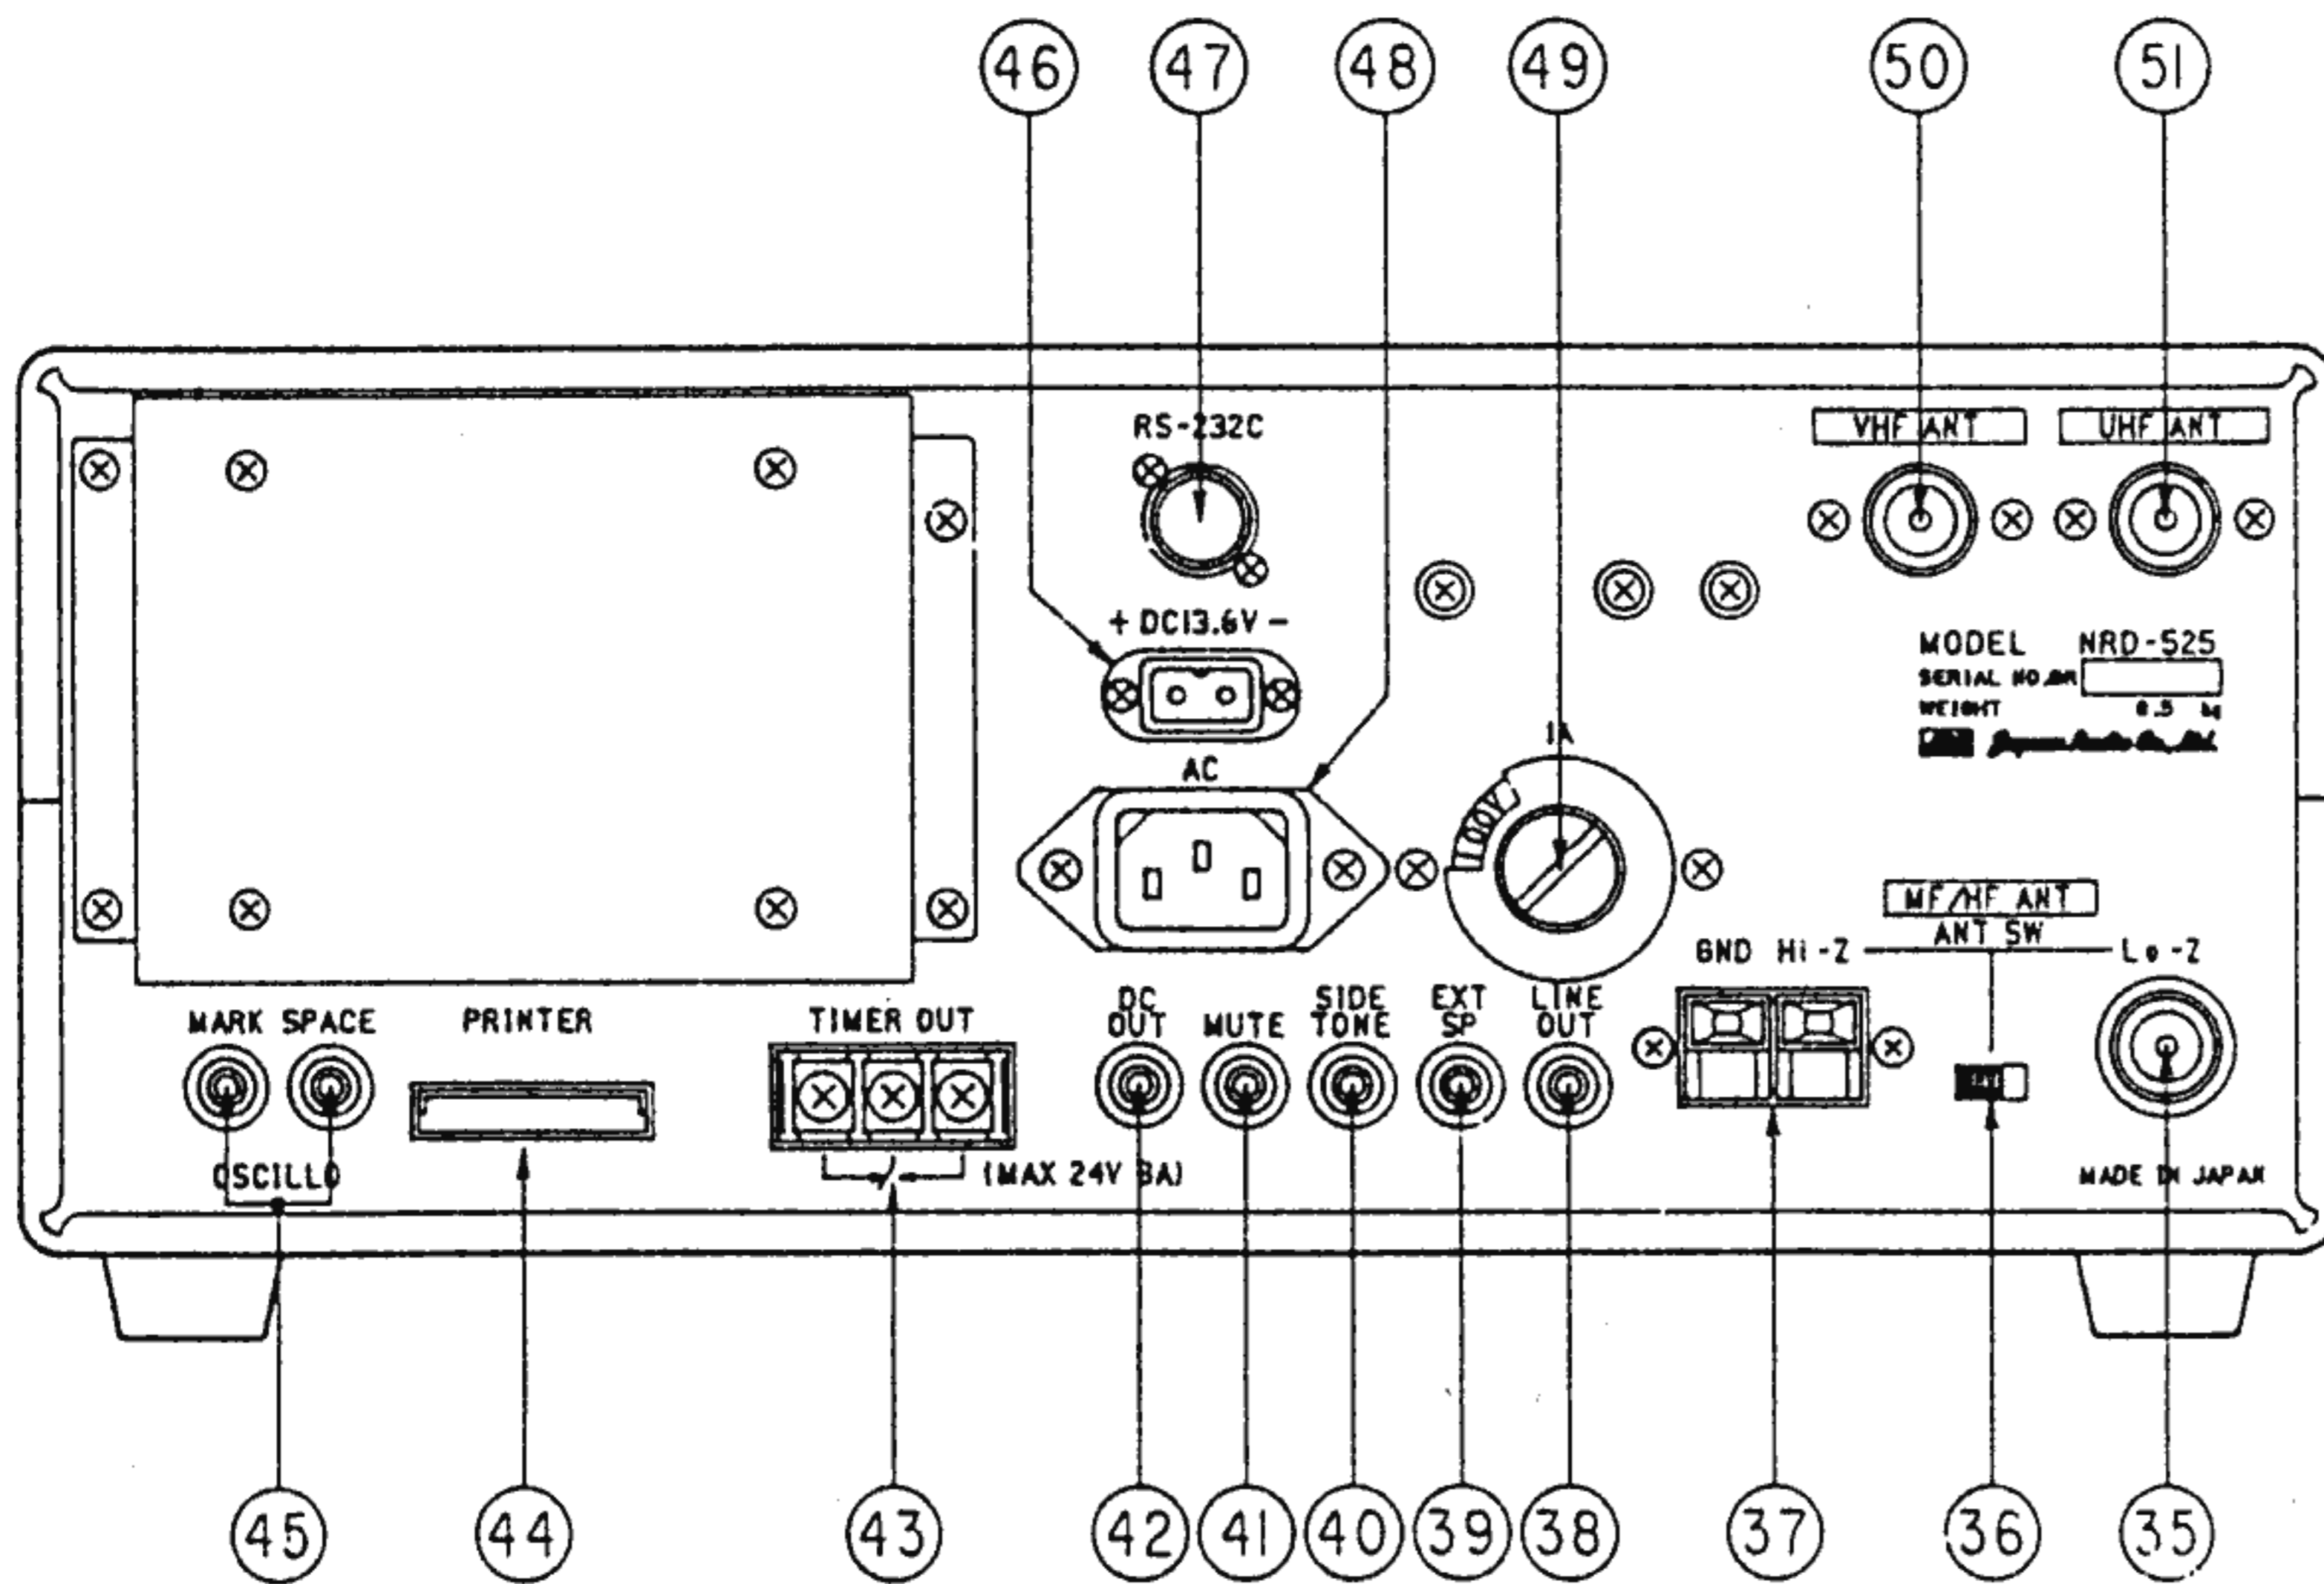 46 47 48 49 50 51
RS-232C
VHF ANT
UHF ANT
+ DC13.6V -
MODEL NRD-525
SERIAL NO.
WEIGHT
1A
AC
100V
MF/HF ANT
ANT SW
GND Hi-Z
Lo-Z
MARK SPACE
PRINTER
TIMER OUT
DC
OUT
MUTE
SIDE
TONE
EXT
SP
LINE
OUT
OSCILLO
(MAX 24V
MADE IN JAPAN
45 44 43 42 41 40 39 38 37 36 35